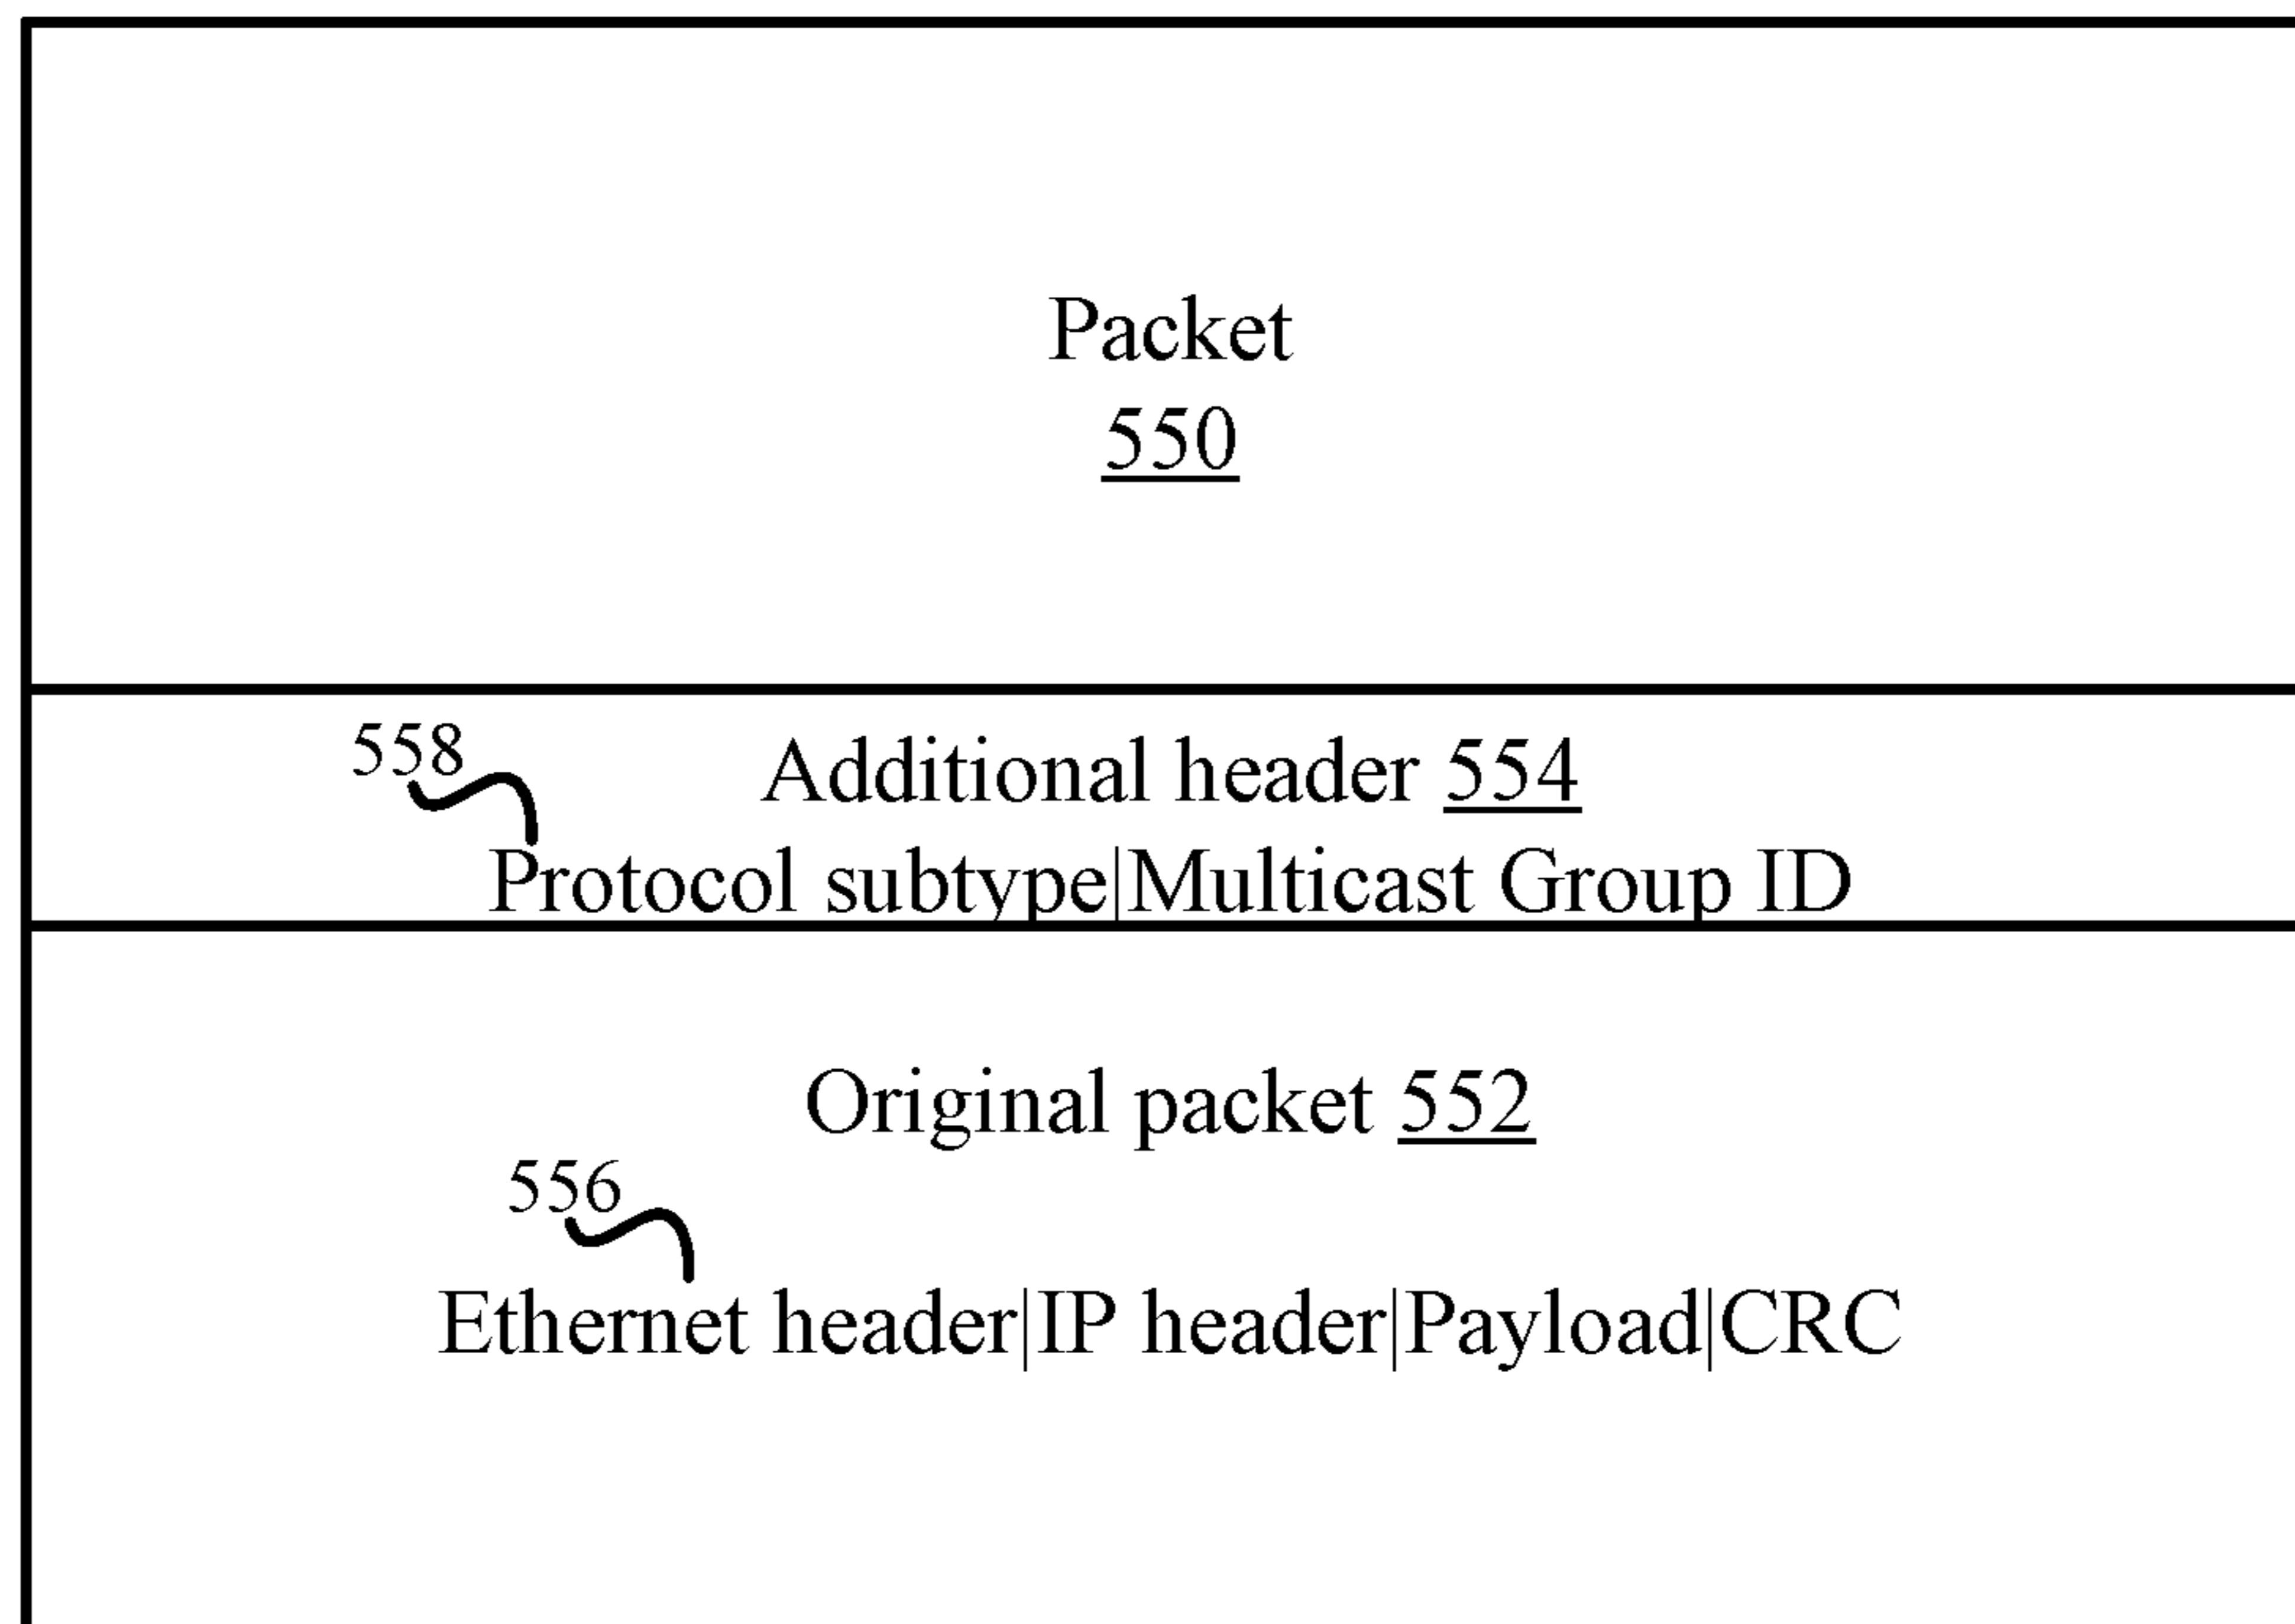 Packet
550
558
Additional header 554
Protocol subtype|Multicast Group ID
Original packet 552
556
Ethernet header|IP header|Payload|CRC